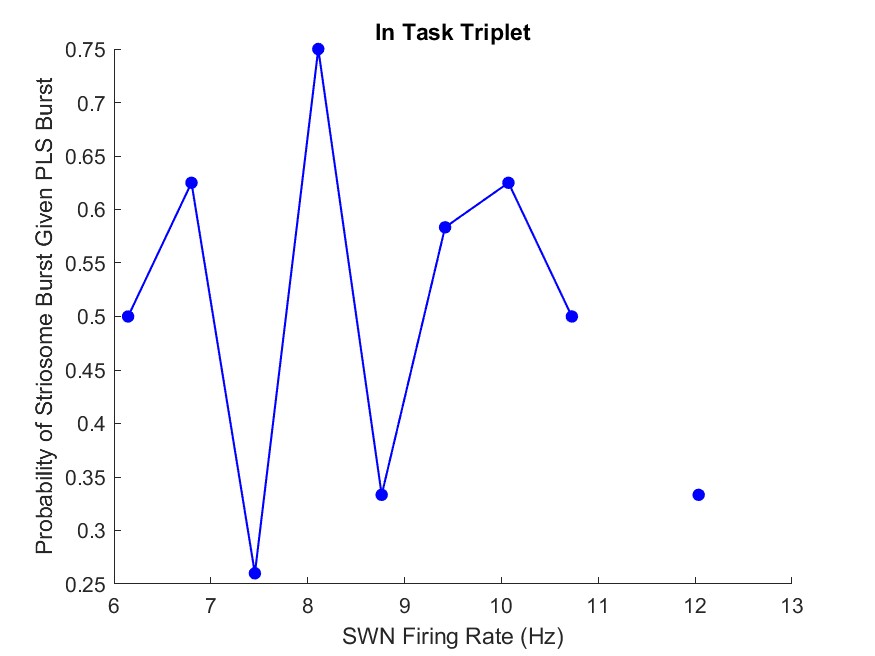 In Task Triplet
Probability of Striosome Burst Given PLS Burst
0.75
0.7
0.65
0.6
0.55
0.5
0.45
0.4
0.35
0.3
0.25
6 7 8 9 10 11 12 13
SWN Firing Rate (Hz)